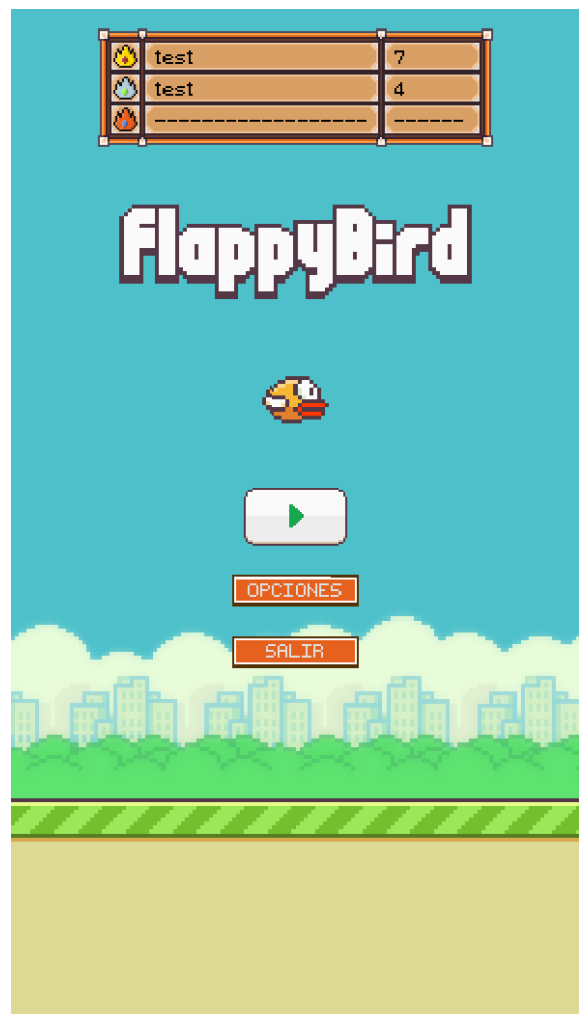 test 7
test 4
------------------ ------
FlappyBird
OPCIONES
SALIR